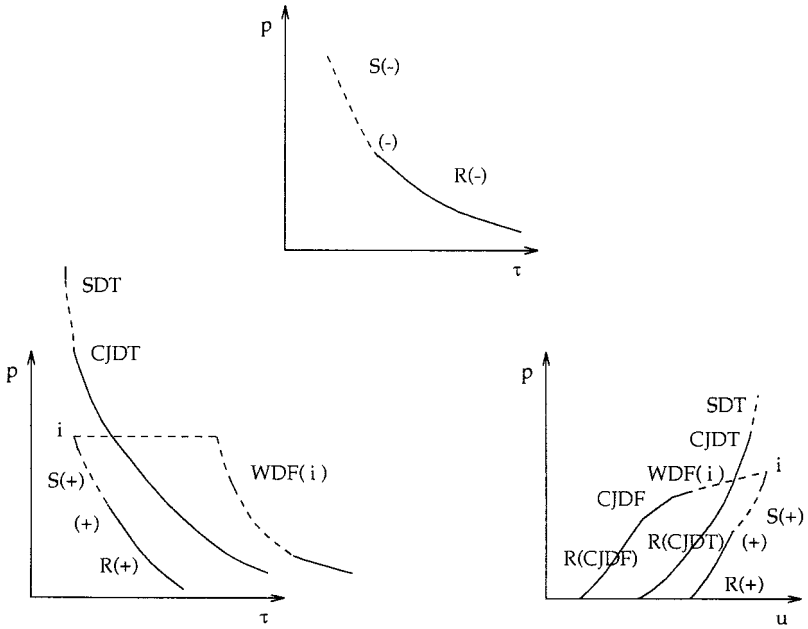 p
S(-)
(-)
R(-)
τ
SDT
CJDT
p
i
S(+)
WDF(i)
(+)
R(+)
τ
p
SDT
CJDT
WDF(i)
i
CJDF
S(+)
R(CJDF)
R(CJDT)
(+)
R(+)
u